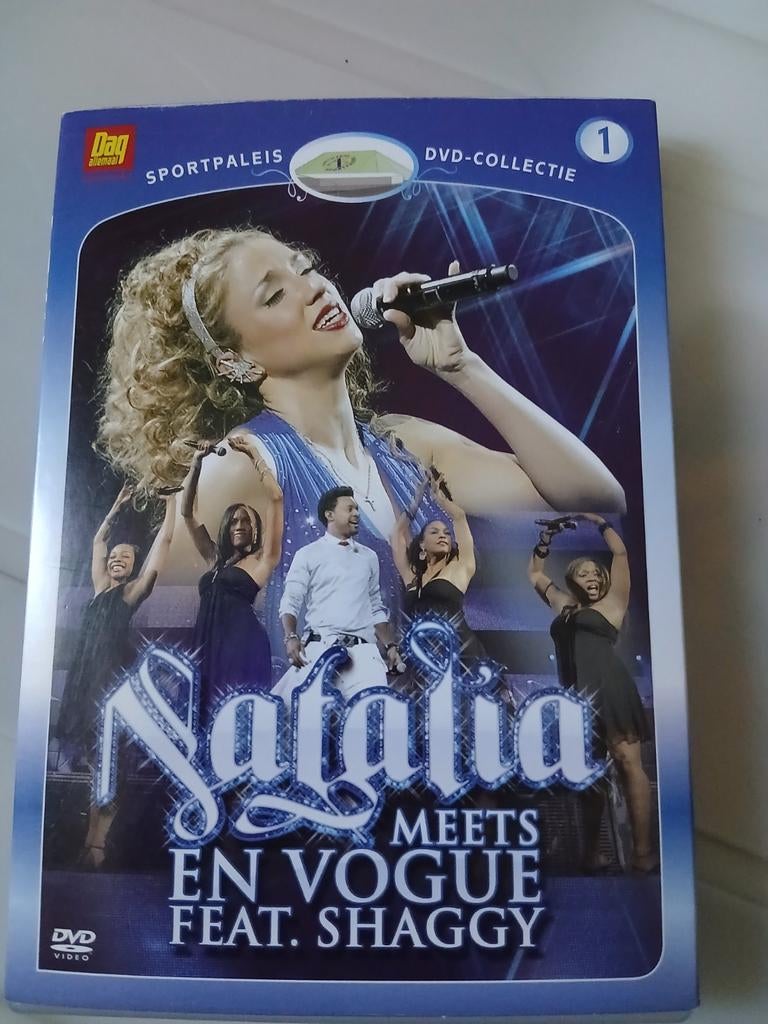 Dag
allemaal
SPORTPALEIS DVD-COLLECTIE
1
Natalia
MEETS
EN VOGUE
FEAT. SHAGGY
DVD
VIDEO